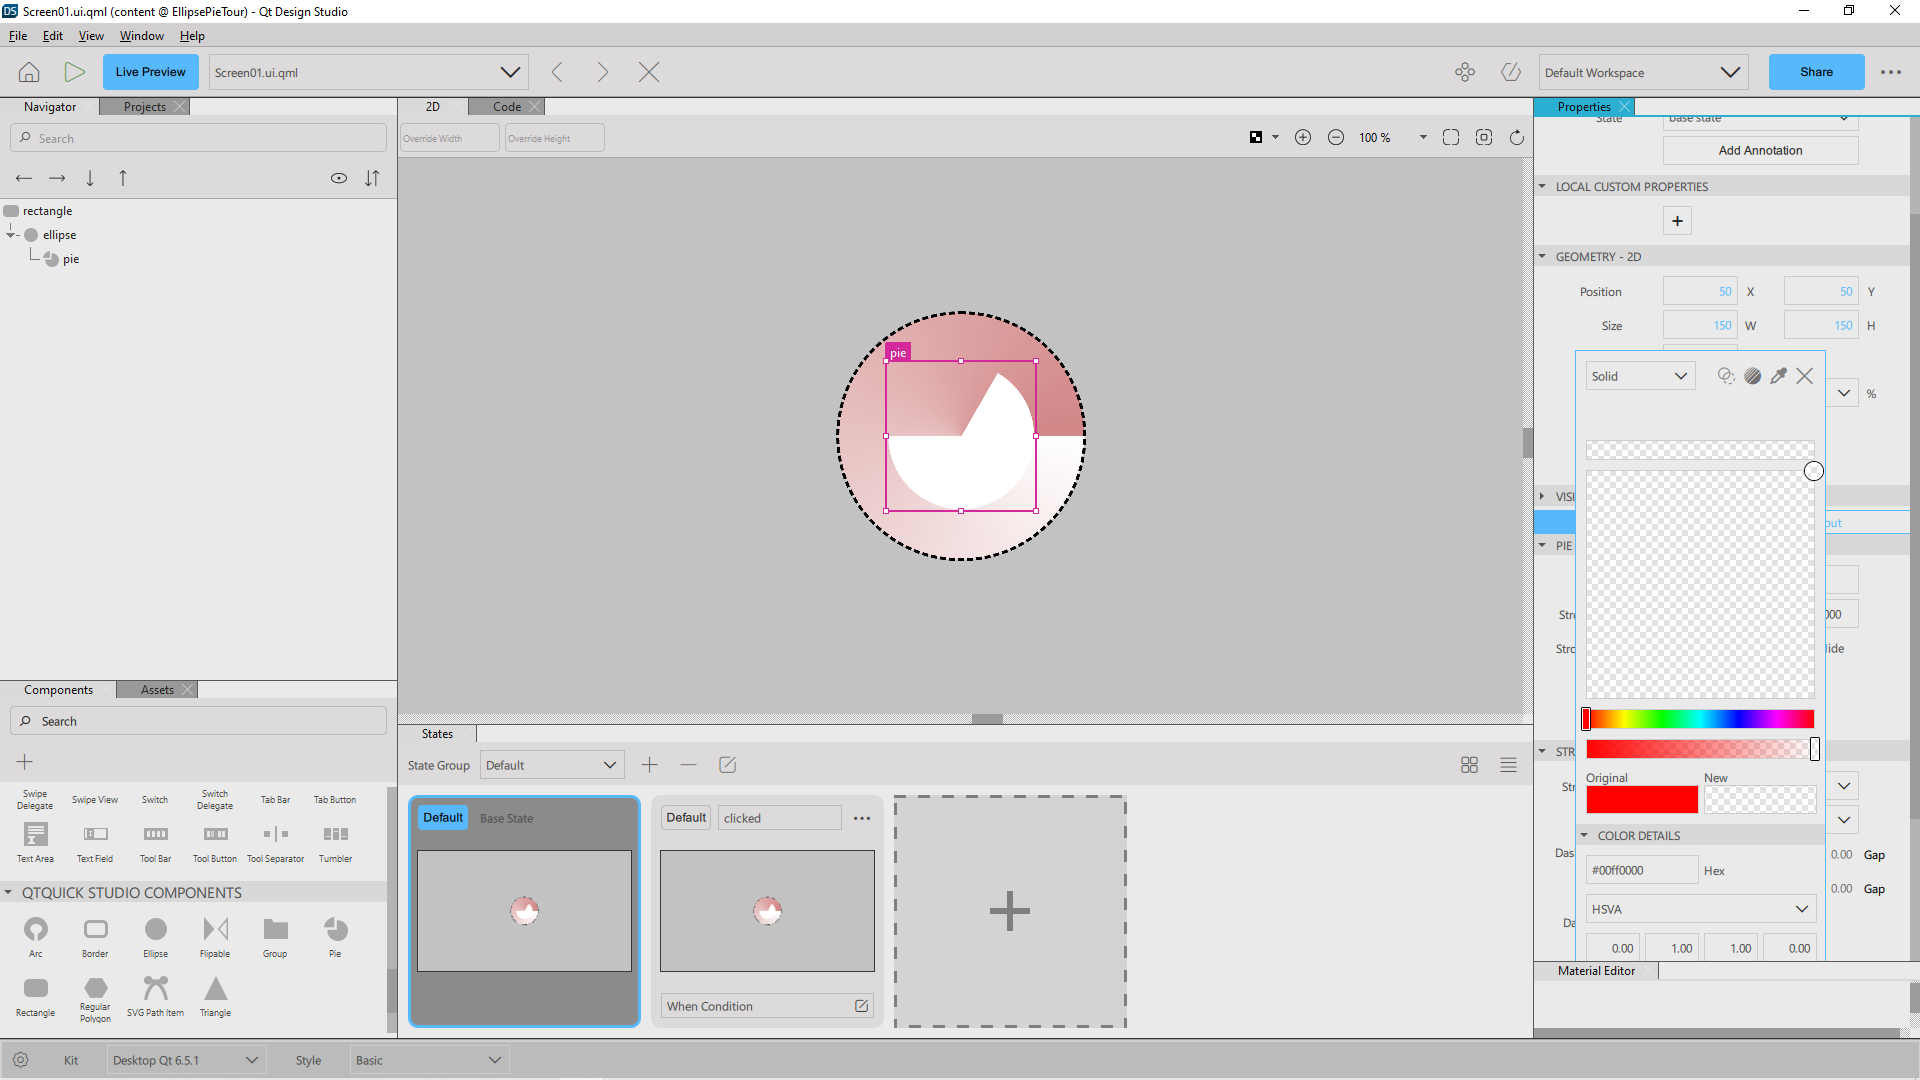 DS Screen01.ui.qml (content @ EllipsePieTour) - Qt Design Studio
File Edit View Window Help
Live Preview Screen01.ui.qml Default Workspace Share
Navigator Projects 2D Code Properties
Search Override Width Override Height 100 %
State base state
Add Annotation
LOCAL CUSTOM PROPERTIES
rectangle
ellipse
pie
GEOMETRY - 2D
Position 50 X 50 Y
Size 150 W 150 H
pie
Solid
%
VISI
out
PIE
Stro 000
Stro lide
Components Assets
Search
States
State Group Default
STR
Str
Original New
Swipe Delegate Swipe View Switch Switch Delegate Tab Bar Tab Button
Text Area Text Field Tool Bar Tool Button Tool Separator Tumbler
QTQUICK STUDIO COMPONENTS
Arc Border Ellipse Flipable Group Pie
Rectangle Regular Polygon SVG Path Item Triangle
Default Base State
Default clicked
When Condition
COLOR DETAILS
Das 0.00 Gap
#00ff0000 Hex
0.00 Gap
HSVA
Da
0.00 1.00 1.00 0.00
Material Editor
Kit Desktop Qt 6.5.1 Style Basic